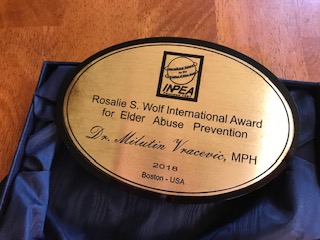 INPEA
Rosalie S. Wolf International Award
for Elder Abuse Prevention
Dr. Milutin Vracevic, MPH
2018
Boston - USA